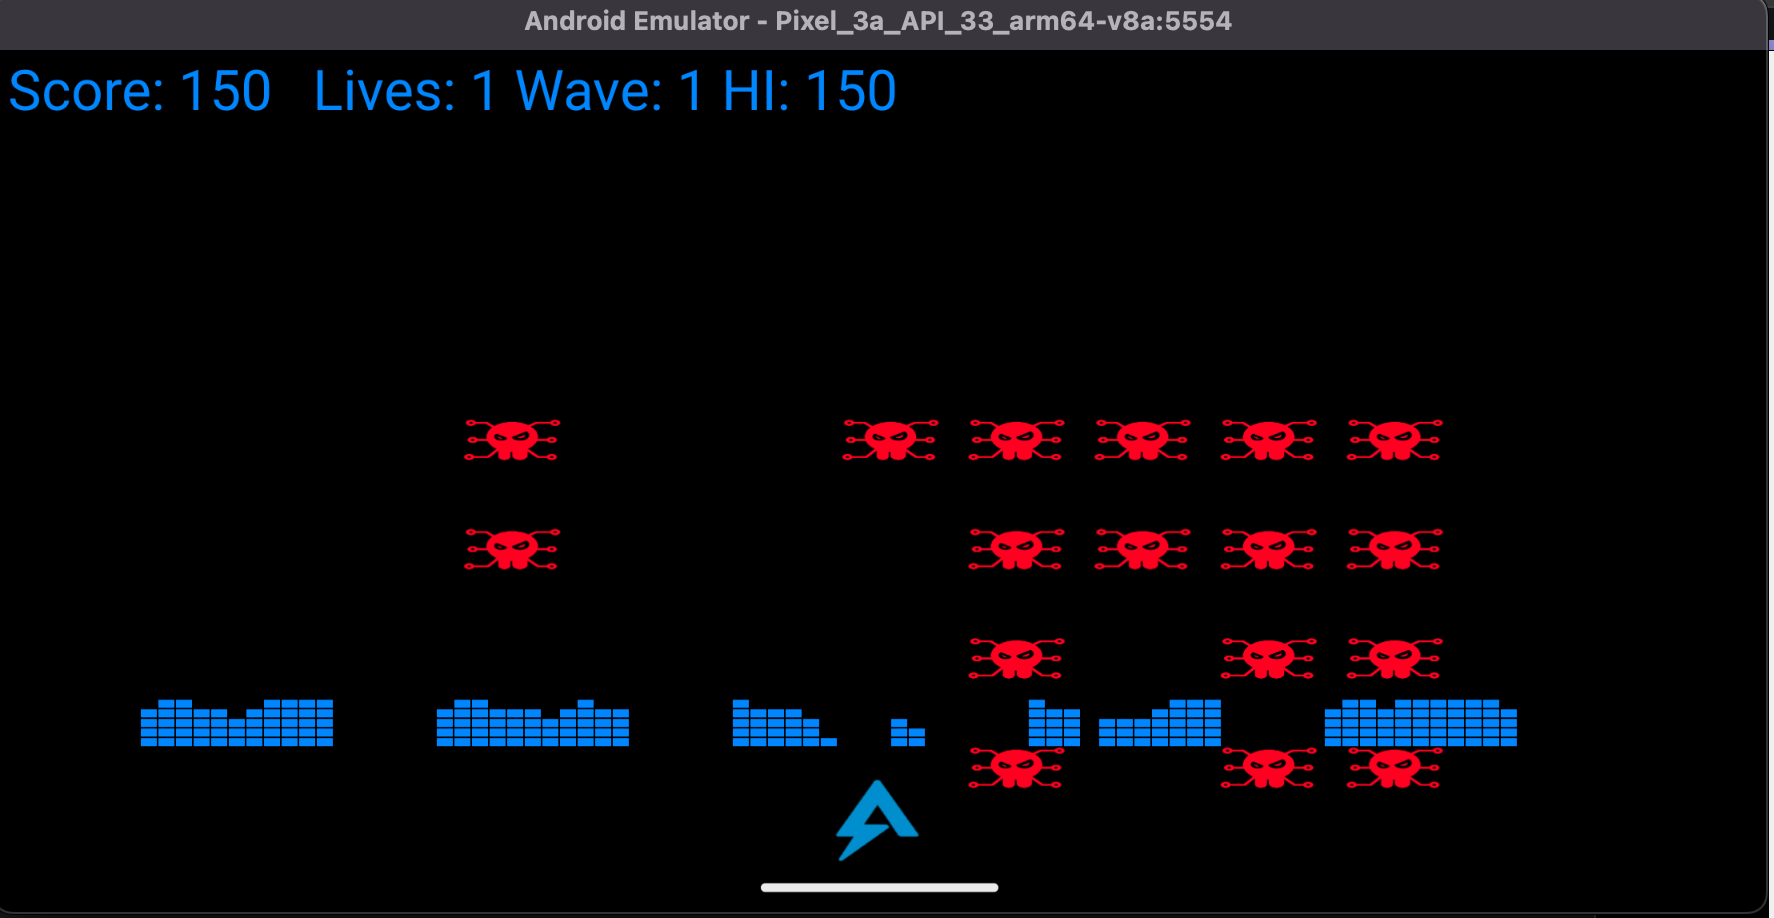 Android Emulator - Pixel_3a_API_33_arm64-v8a:5554
Score: 150   Lives: 1 Wave: 1 HI: 150